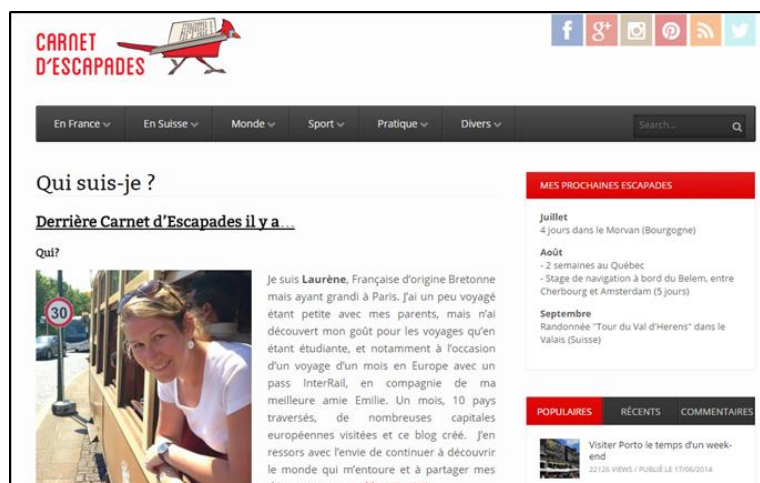 CARNET
D'ESCAPADES
En France
En Suisse
Monde
Sport
Pratique
Divers
Search...
Qui suis-je ?
Derrière Carnet d'Escapades il y a…
Qui?
30
Je suis Laurène, Française d'origine Bretonne
mais ayant grandi à Paris. J'ai un peu voyagé
étant petite avec mes parents, mais n'ai
découvert mon goût pour les voyages qu'en
étant étudiante, et notamment à l'occasion
d'un voyage d'un mois en Europe avec un
pass InterRail, en compagnie de ma
meilleure amie Emilie. Un mois, 10 pays
traversés, de nombreuses capitales
européennes visitées et ce blog créé. J'en
ressors avec l'envie de continuer à découvrir
le monde qui m'entoure et à partager mes
MES PROCHAINES ESCAPADES
Juillet
4 jours dans le Morvan (Bourgogne)
Août
- 2 semaines au Québec
- Stage de navigation à bord du Belem, entre
Cherbourg et Amsterdam (5 jours)
Septembre
Randonnée "Tour du Val d'Herens" dans le
Valais (Suisse)
POPULAIRES
RÉCENTS
COMMENTAIRES
Visiter Porto le temps d'un week-
end
22126 VIEWS / PUBLIÉ LE 17/06/2014